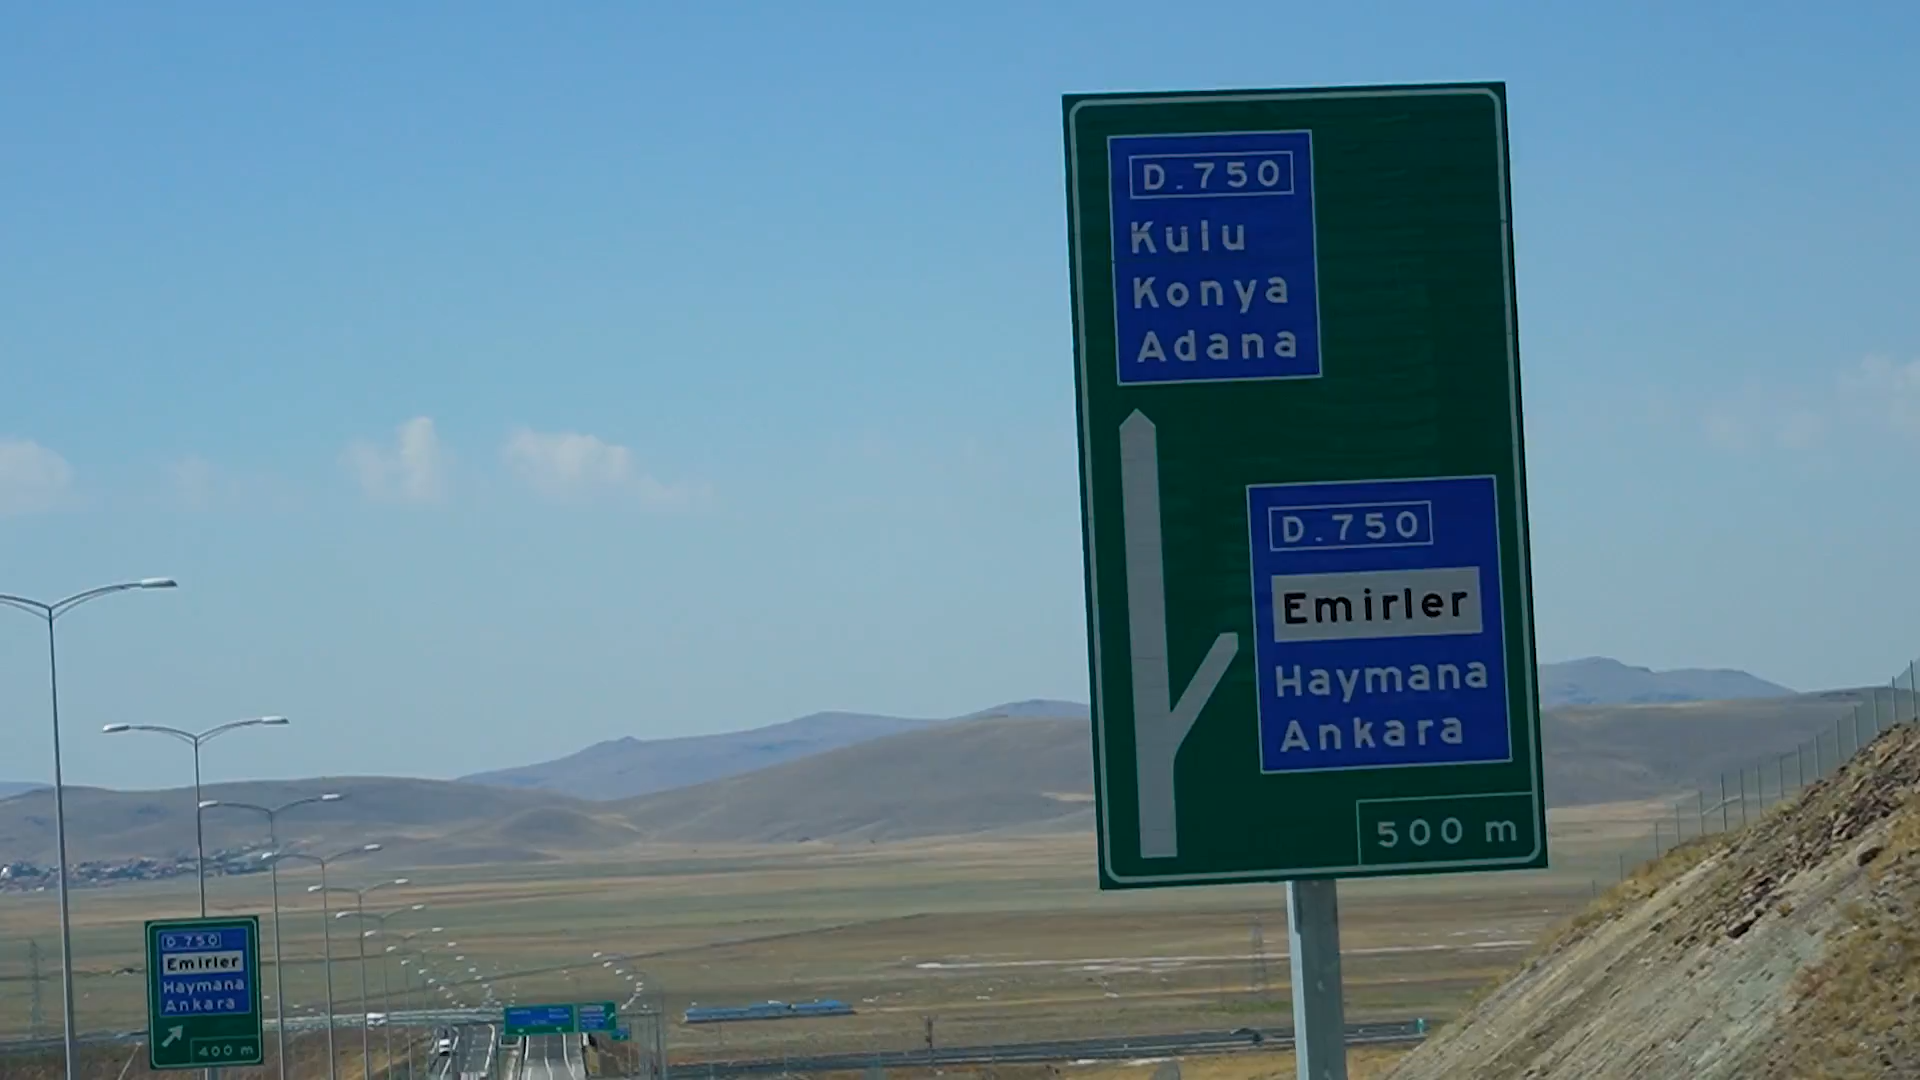 D.750
Kulu
Konya
Adana
D.750
Emirler
Haymana
Ankara
500 m
D.750
Emirler
Haymana
Ankara
400 m